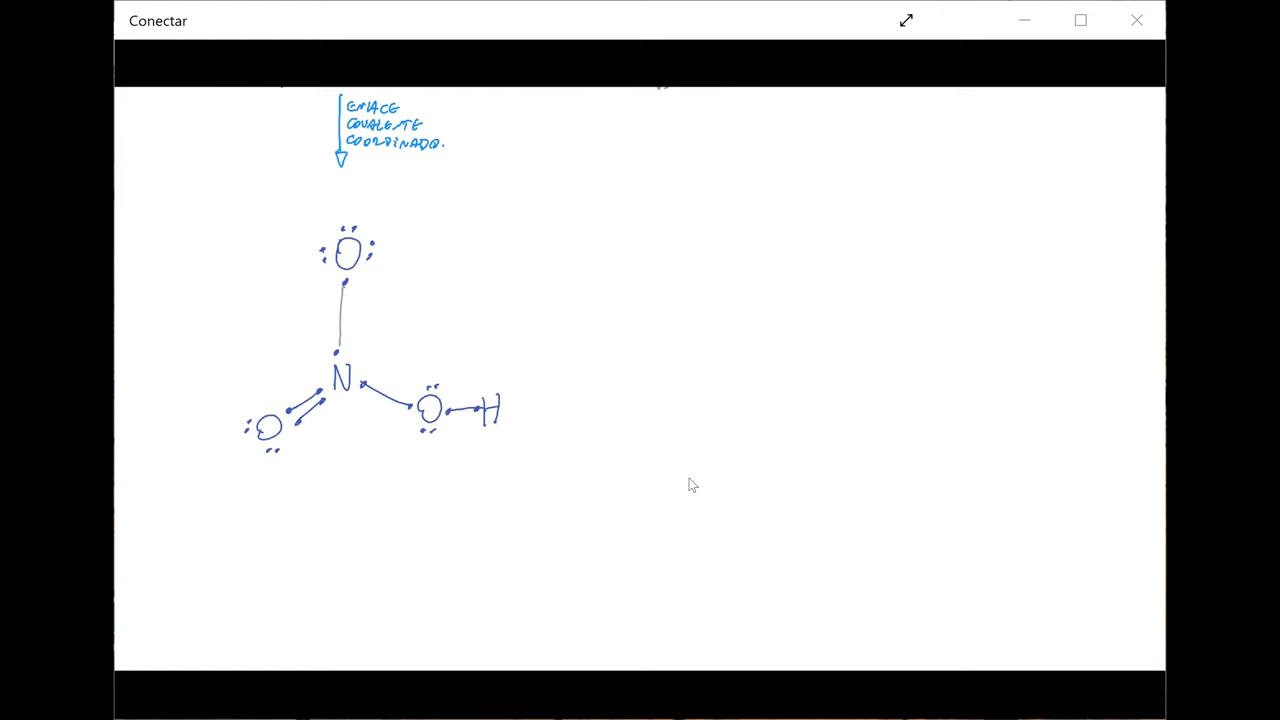 Conectar
ENLACE
COVALENTE
COORDINADO.
O
N
O
O H